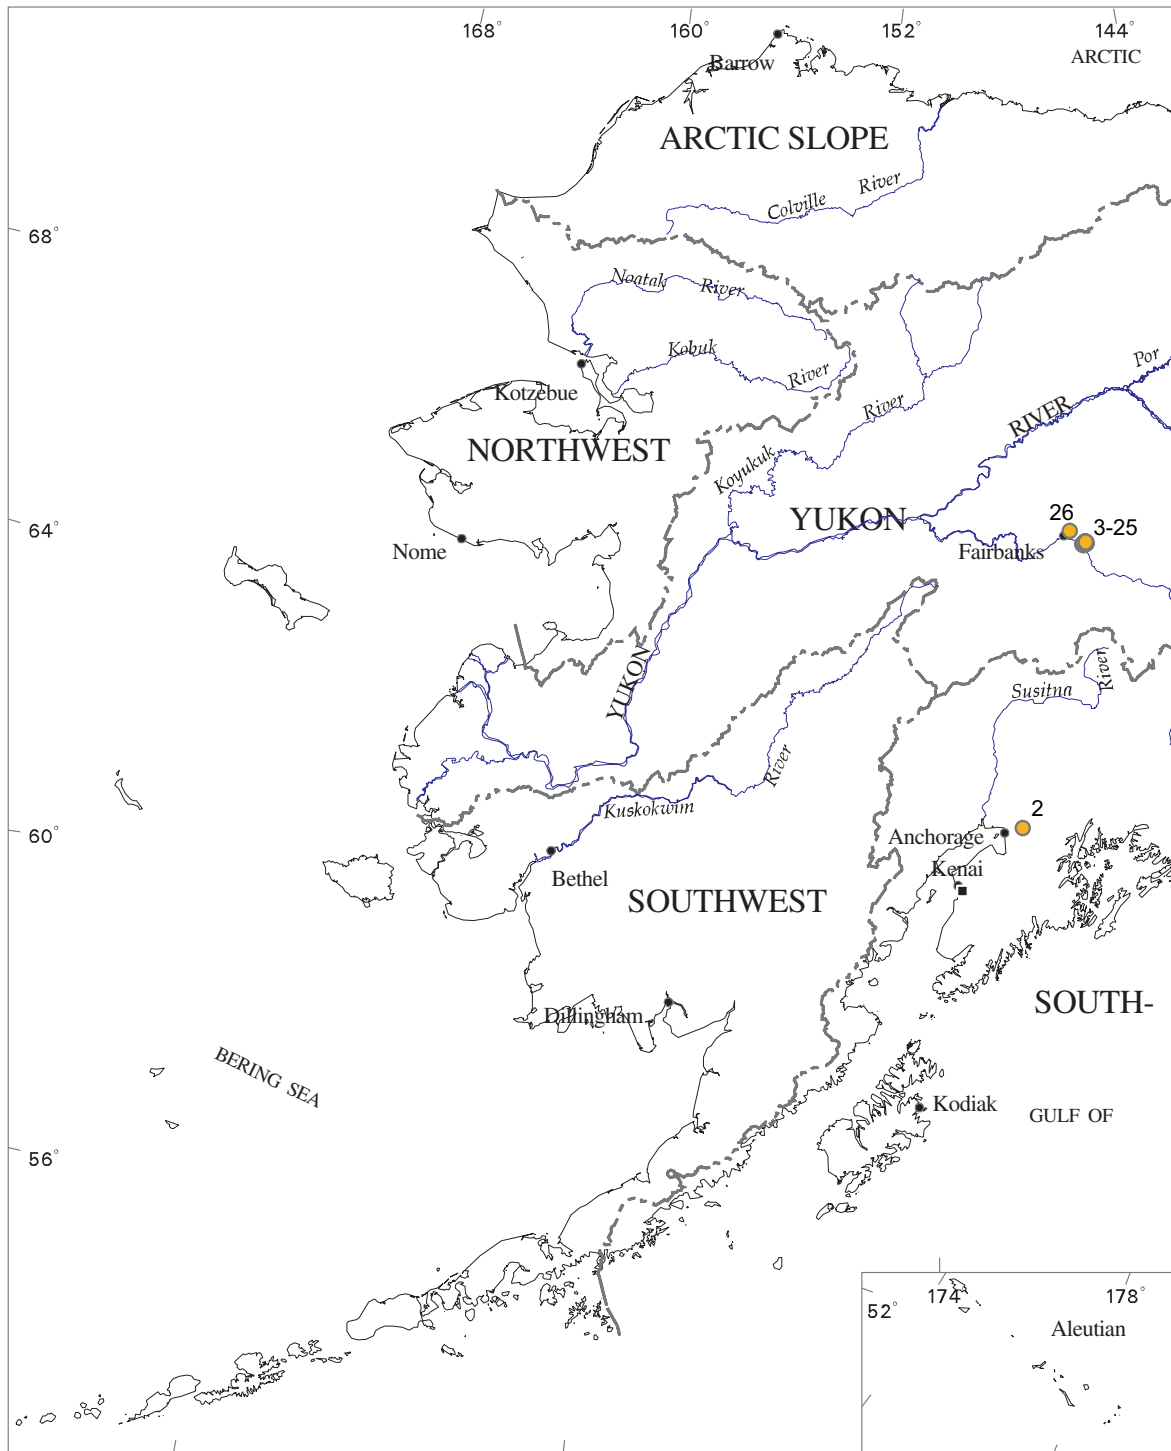 168°
160°
152°
144°
Barrow
ARCTIC
ARCTIC SLOPE
Colville River
68°
Noatak River
Kobuk River
Por
Kotzebue
River
RIVER
NORTHWEST
Koyukuk
64°
YUKON
26
3-25
Nome
Fairbanks
YUKON
River
Susitna
River
Kuskokwim
60°
2
Anchorage
Kenai
Bethel
SOUTHWEST
SOUTH-
Dillingham
BERING SEA
Kodiak
GULF OF
56°
174°
178°
52°
Aleutian